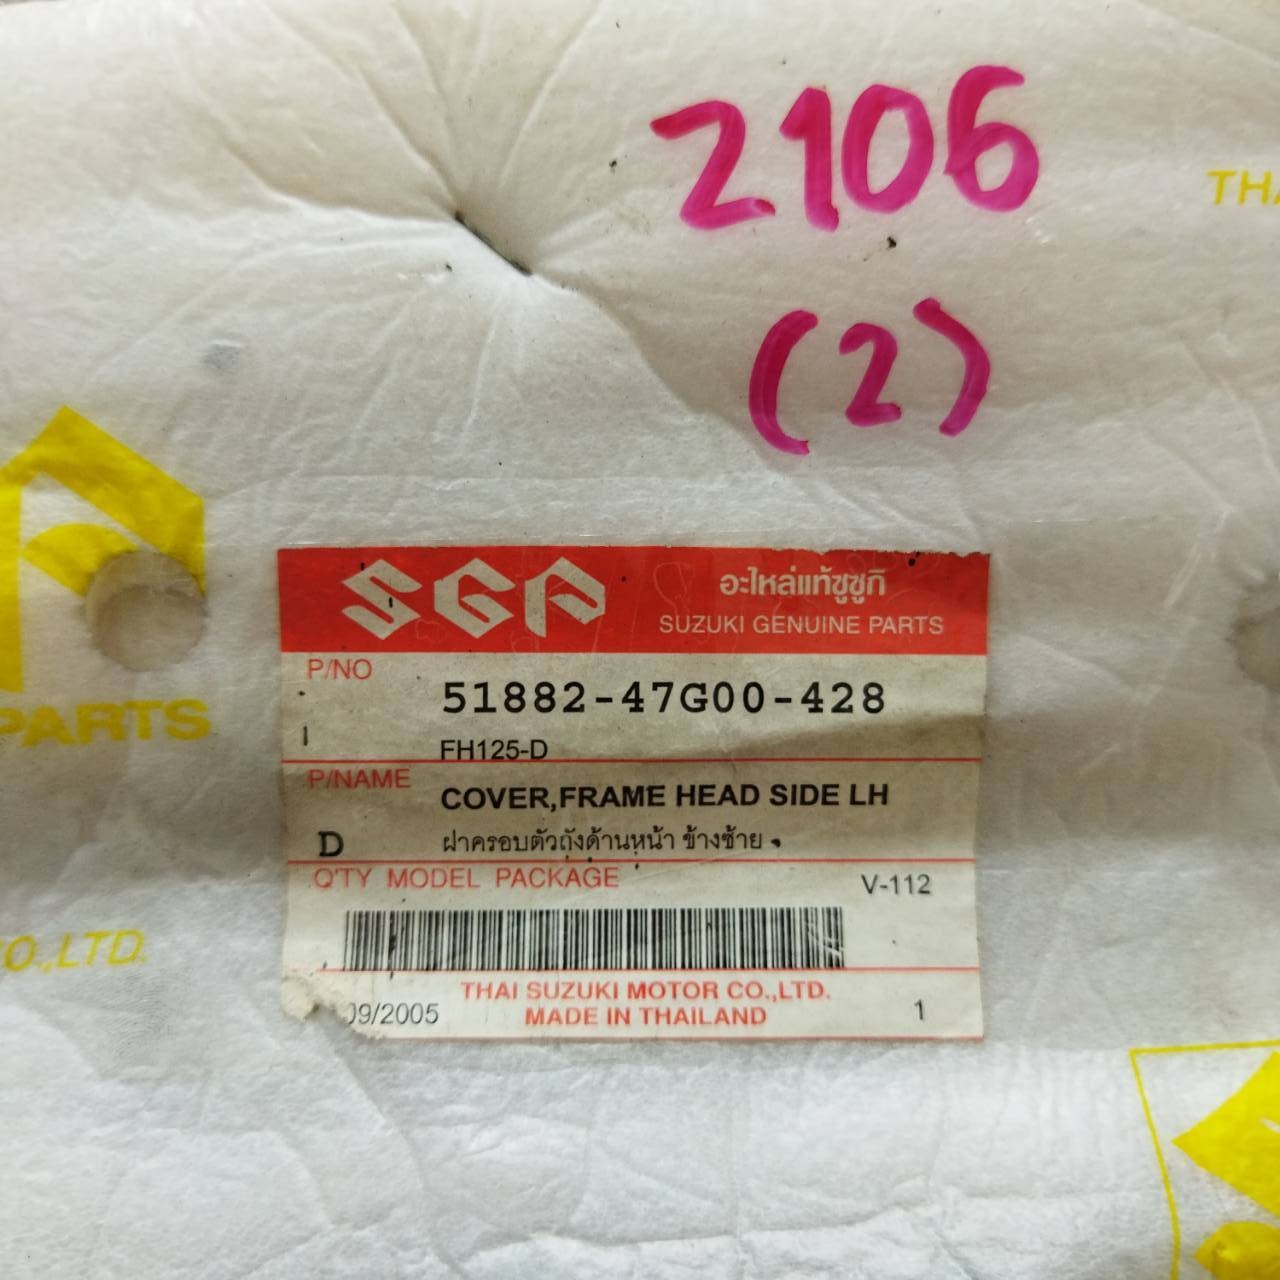 2106
THA
(2)
SGP
อะไหล่แท้ซูซูกิ
SUZUKI GENUINE PARTS
P/NO
51882-47G00-428
I
FH125-D
PARTS
P/NAME
COVER,FRAME HEAD SIDE LH
D
ฝาครอบตัวถังด้านหน้า ข้างซ้าย
Q'TY MODEL PACKAGE
V-112
O.,LTD.
THAI SUZUKI MOTOR CO.,LTD.
09/2005
MADE IN THAILAND
1